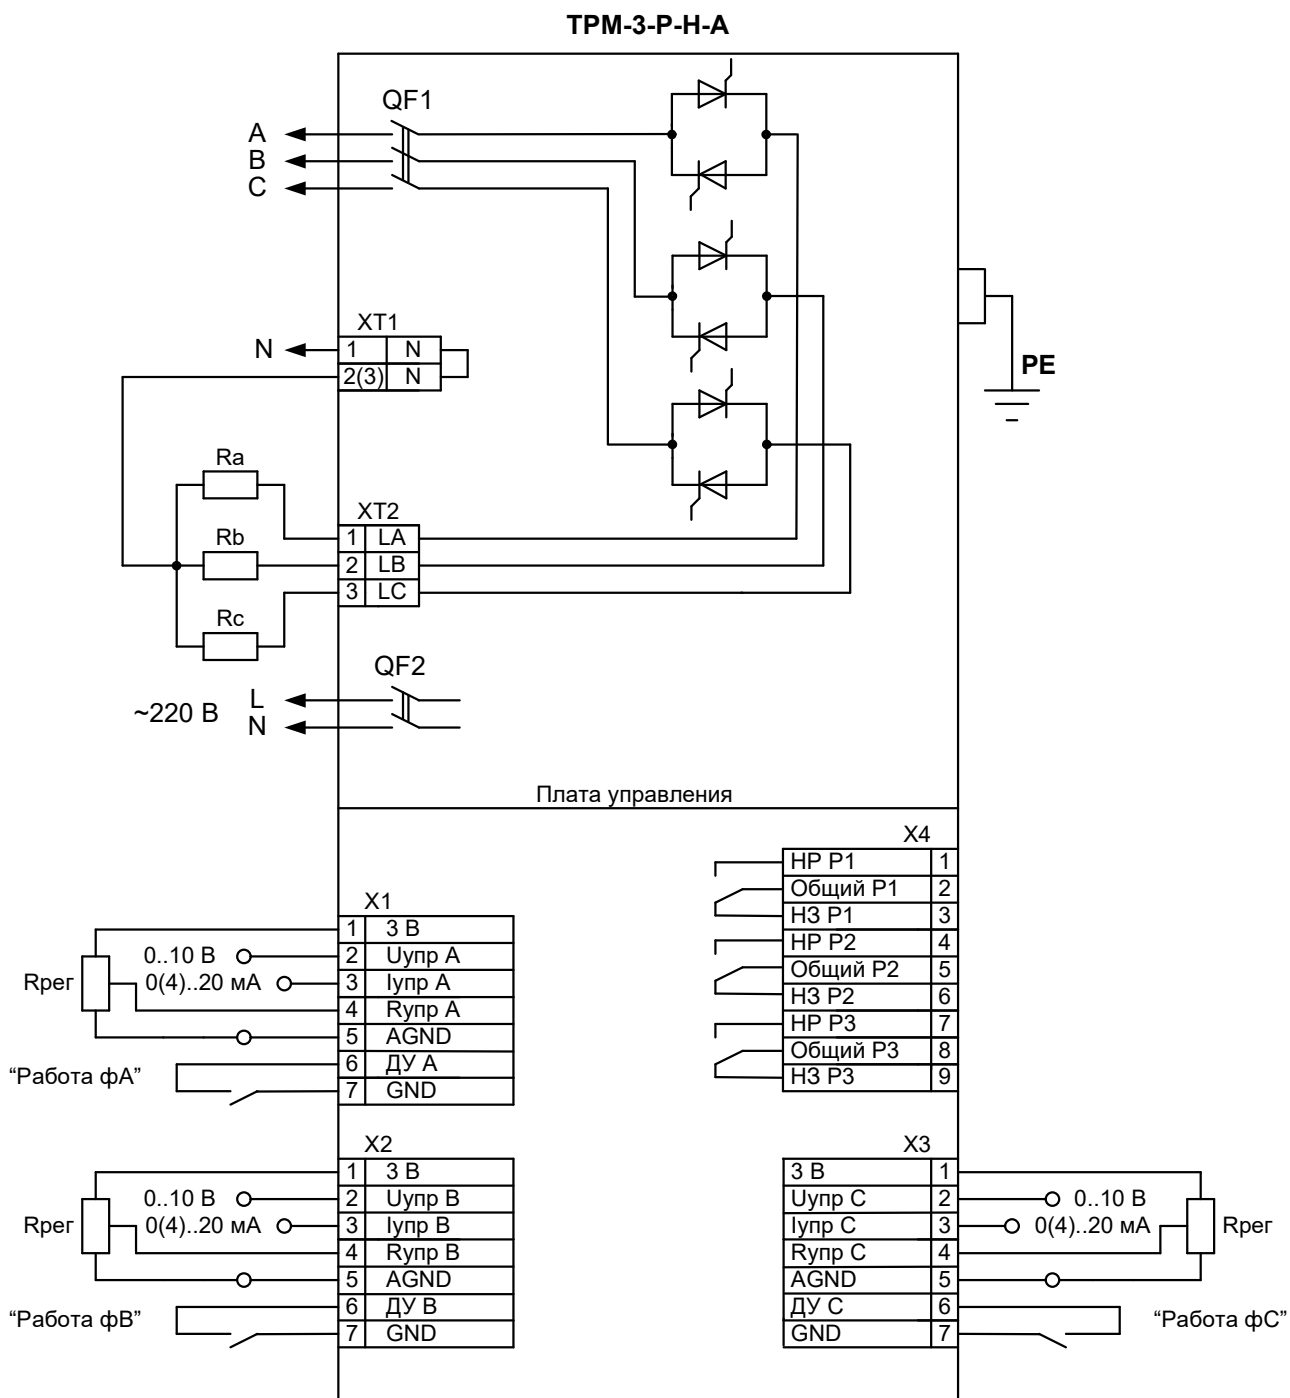 ТРМ-3-Р-Н-А
QF1
A
B
C
XT1
N 1 N
2(3) N
PE
Ra
XT2
1 LA
Rb
2 LB
3 LC
Rc
QF2
~220 В L
N
Плата управления
X4
НР Р1 1
Общий Р1 2
НЗ Р1 3
НР Р2 4
Общий Р2 5
НЗ Р2 6
НР Р3 7
Общий Р3 8
НЗ Р3 9
X1
1 3 В
0..10 В 2 Uупр А
Rрег 0(4)..20 мА 3 Iупр А
4 Rупр А
5 AGND
“Работа фА” 6 ДУ А
7 GND
X2
1 3 В
0..10 В 2 Uупр В
Rрег 0(4)..20 мА 3 Iупр В
4 Rупр В
5 AGND
“Работа фВ” 6 ДУ В
7 GND
X3
3 В 1
Uупр С 2 0..10 В
Iупр С 3 0(4)..20 мА Rрег
Rупр С 4
AGND 5
ДУ С 6 “Работа фС”
GND 7